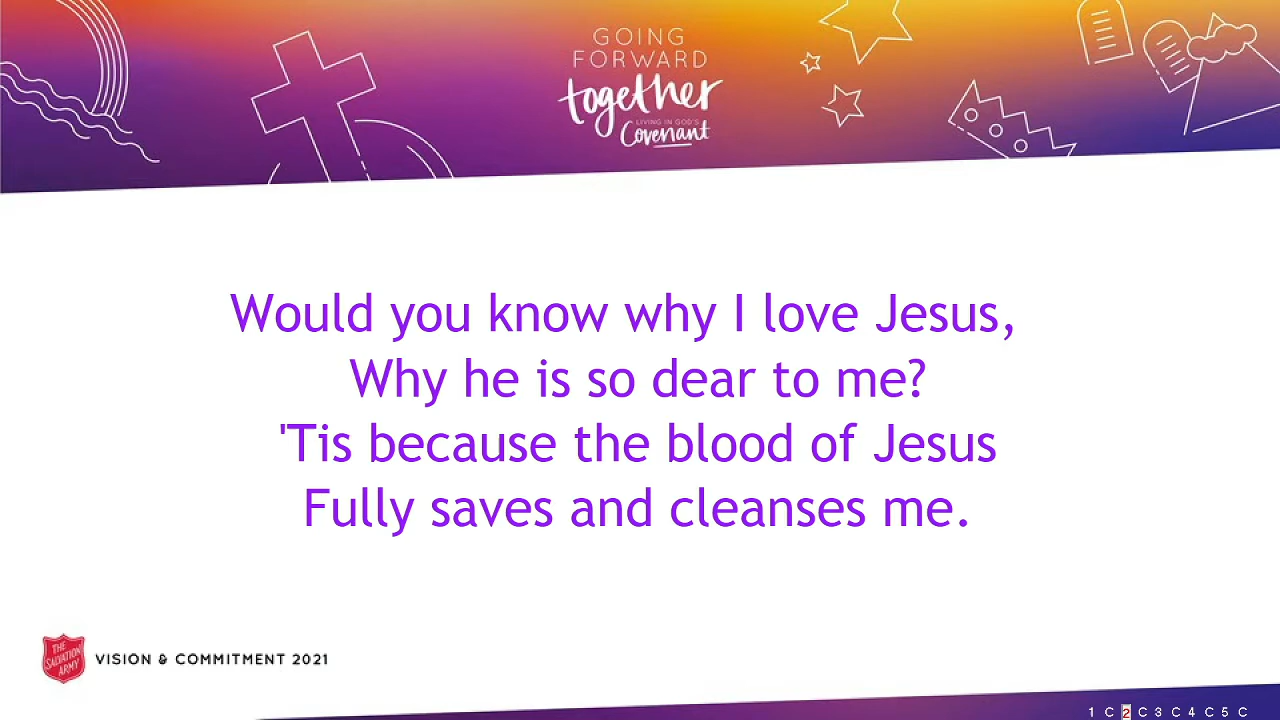 GOING
FORWARD
together
LIVING IN GOD'S
Covenant
Would you know why I love Jesus,
Why he is so dear to me?
'Tis because the blood of Jesus
Fully saves and cleanses me.
THE
SALVATION
ARMY
VISION & COMMITMENT 2021
1 C 2 C 3 C 4 C 5 C